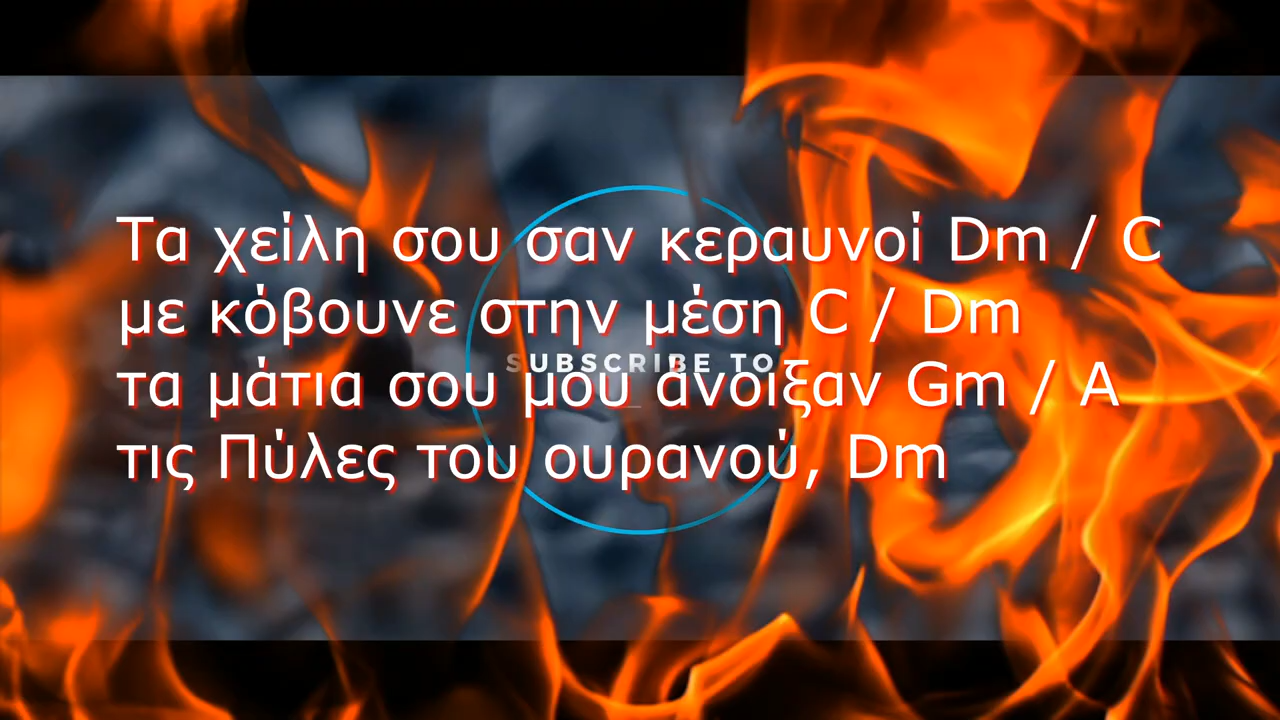 Τα χείλη σου σαν κεραυνοί Dm / C
με κόβουνε στην μέση C / Dm
SUBSCRIBE TO
τα μάτια σου μου άνοιξαν Gm / A
τις Πύλες του ουρανού, Dm